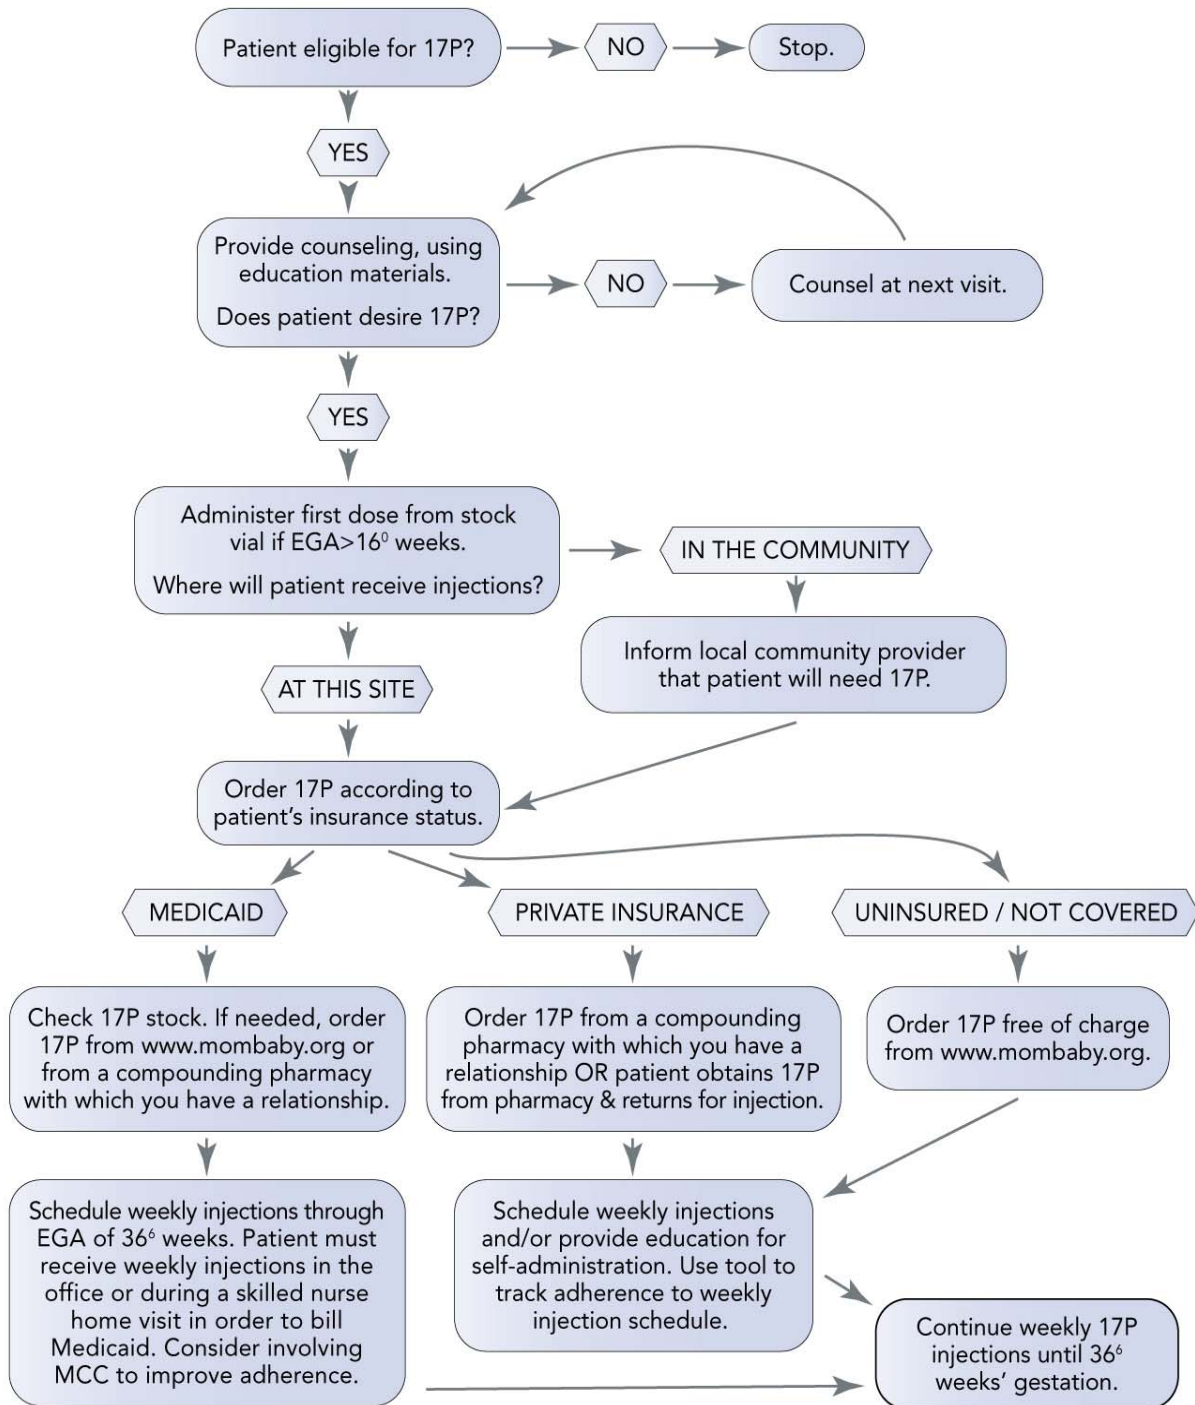 Patient eligible for 17P?
NO
Stop.
YES
Provide counseling, using
education materials.
Does patient desire 17P?
NO
Counsel at next visit.
YES
Administer first dose from stock
vial if EGA>16⁰ weeks.
Where will patient receive injections?
IN THE COMMUNITY
Inform local community provider
that patient will need 17P.
AT THIS SITE
Order 17P according to
patient’s insurance status.
MEDICAID
PRIVATE INSURANCE
UNINSURED / NOT COVERED
Check 17P stock. If needed, order
17P from www.mombaby.org or
from a compounding pharmacy
with which you have a relationship.
Order 17P from a compounding
pharmacy with which you have a
relationship OR patient obtains 17P
from pharmacy & returns for injection.
Order 17P free of charge
from www.mombaby.org.
Schedule weekly injections through
EGA of 36⁶ weeks. Patient must
receive weekly injections in the
office or during a skilled nurse
home visit in order to bill
Medicaid. Consider involving
MCC to improve adherence.
Schedule weekly injections
and/or provide education for
self-administration. Use tool to
track adherence to weekly
injection schedule.
Continue weekly 17P
injections until 36⁶
weeks’ gestation.